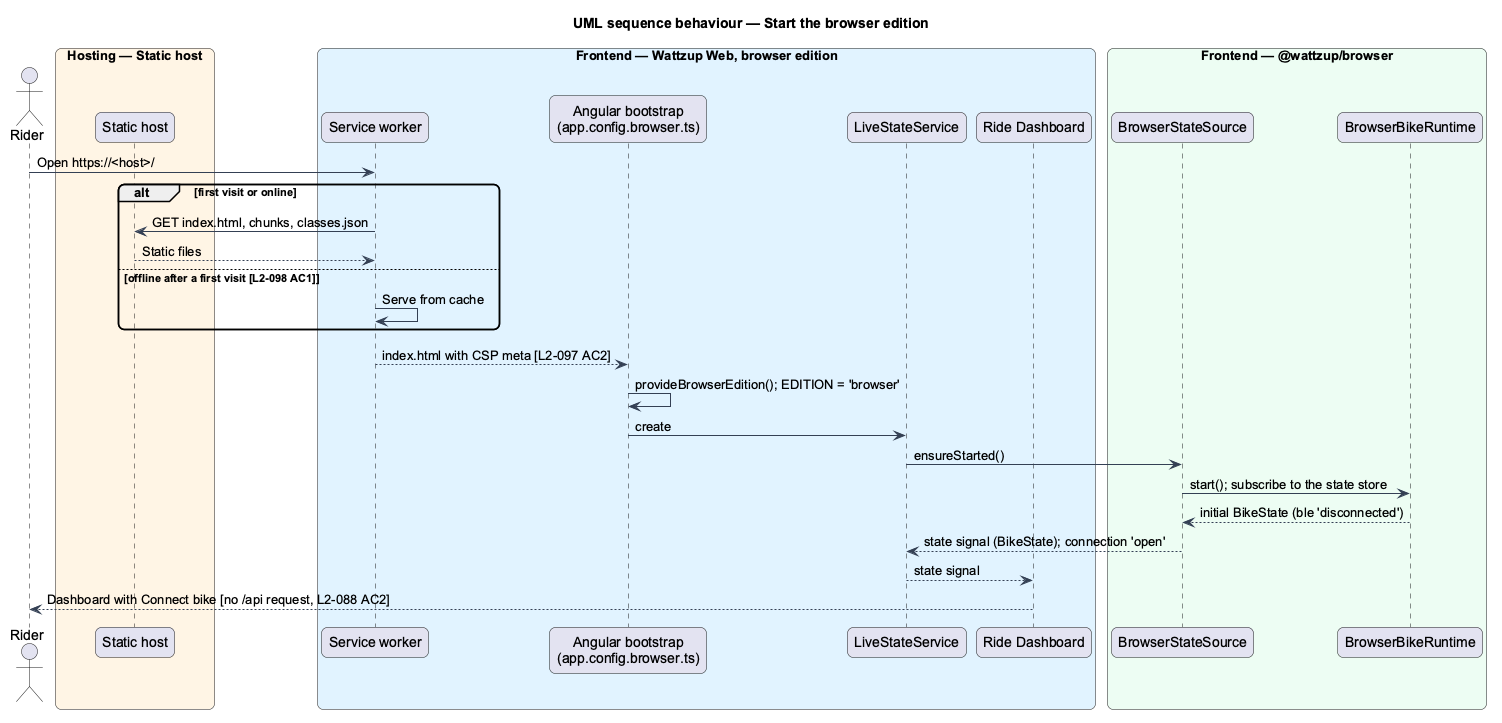 UML sequence behaviour — Start the browser edition
Hosting — Static host
Frontend — Wattzup Web, browser edition
Frontend — @wattzup/browser
Rider
Static host
Service worker
Angular bootstrap
(app.config.browser.ts)
LiveStateService
Ride Dashboard
BrowserStateSource
BrowserBikeRuntime
Open https://<host>/
alt
[first visit or online]
GET index.html, chunks, classes.json
Static files
[offline after a first visit [L2-098 AC1]]
Serve from cache
index.html with CSP meta [L2-097 AC2]
provideBrowserEdition(); EDITION = 'browser'
create
ensureStarted()
start(); subscribe to the state store
initial BikeState (ble 'disconnected')
state signal (BikeState); connection 'open'
state signal
Dashboard with Connect bike [no /api request, L2-088 AC2]
Rider
Static host
Service worker
Angular bootstrap
(app.config.browser.ts)
LiveStateService
Ride Dashboard
BrowserStateSource
BrowserBikeRuntime